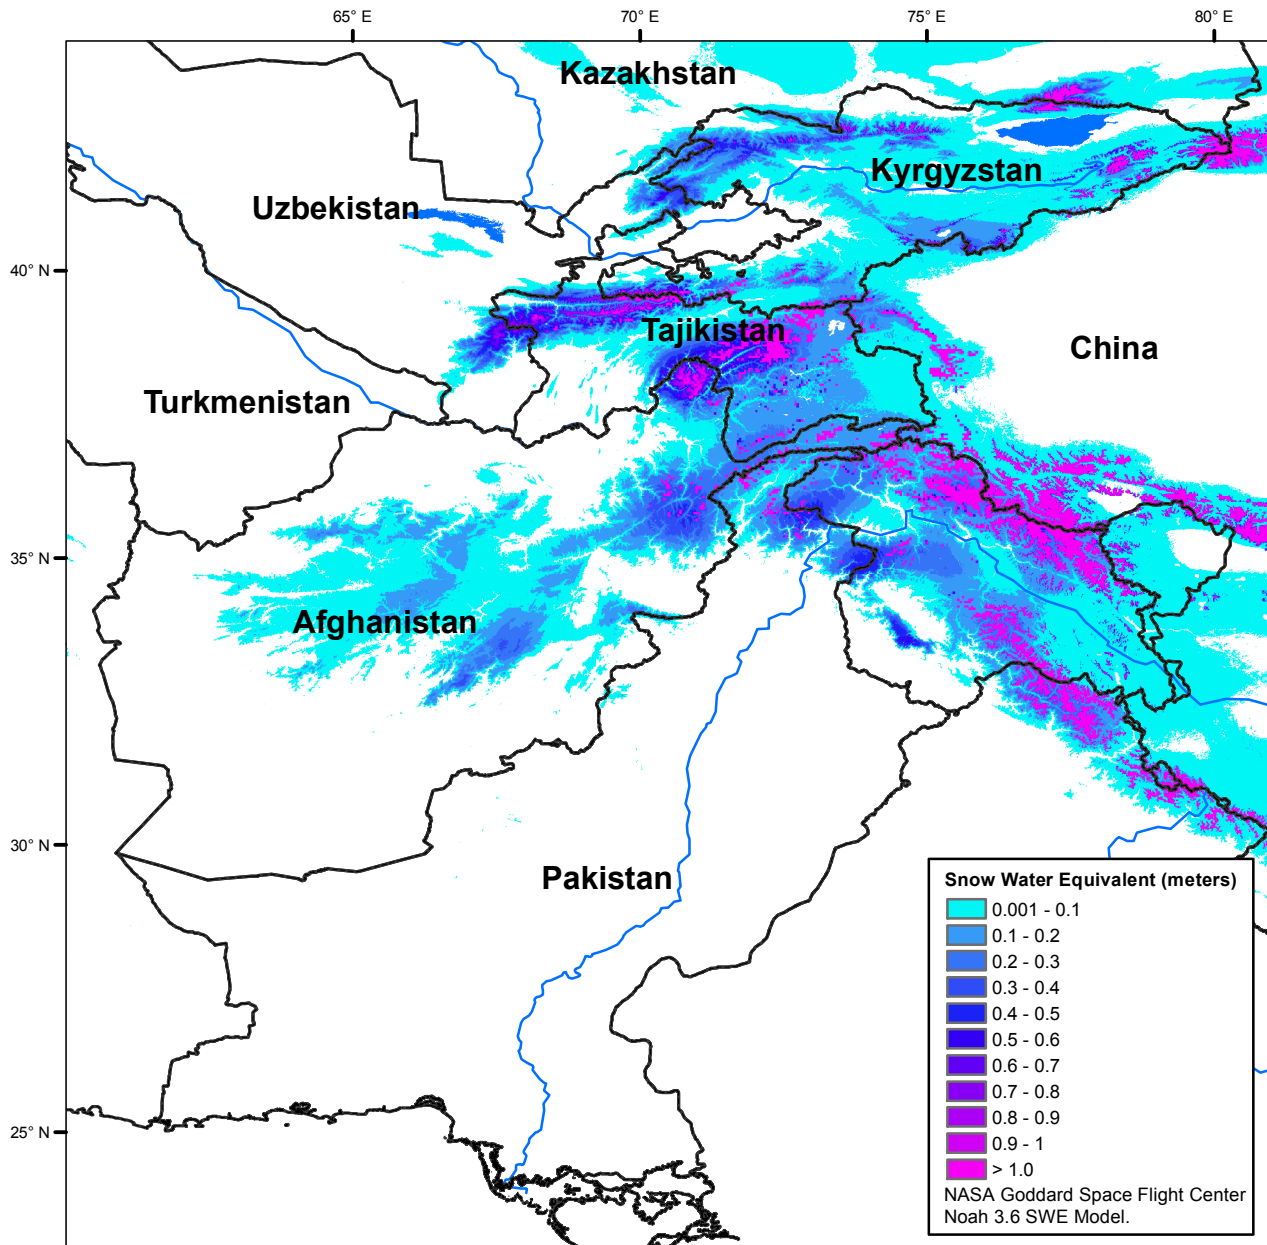 65° E
70° E
75° E
80° E
Kazakhstan
Kyrgyzstan
Uzbekistan
40° N
Tajikistan
China
Turkmenistan
35° N
Afghanistan
30° N
Pakistan
25° N
Snow Water Equivalent (meters)
0.001 - 0.1
0.1 - 0.2
0.2 - 0.3
0.3 - 0.4
0.4 - 0.5
0.5 - 0.6
0.6 - 0.7
0.7 - 0.8
0.8 - 0.9
0.9 - 1
> 1.0
NASA Goddard Space Flight Center
Noah 3.6 SWE Model.